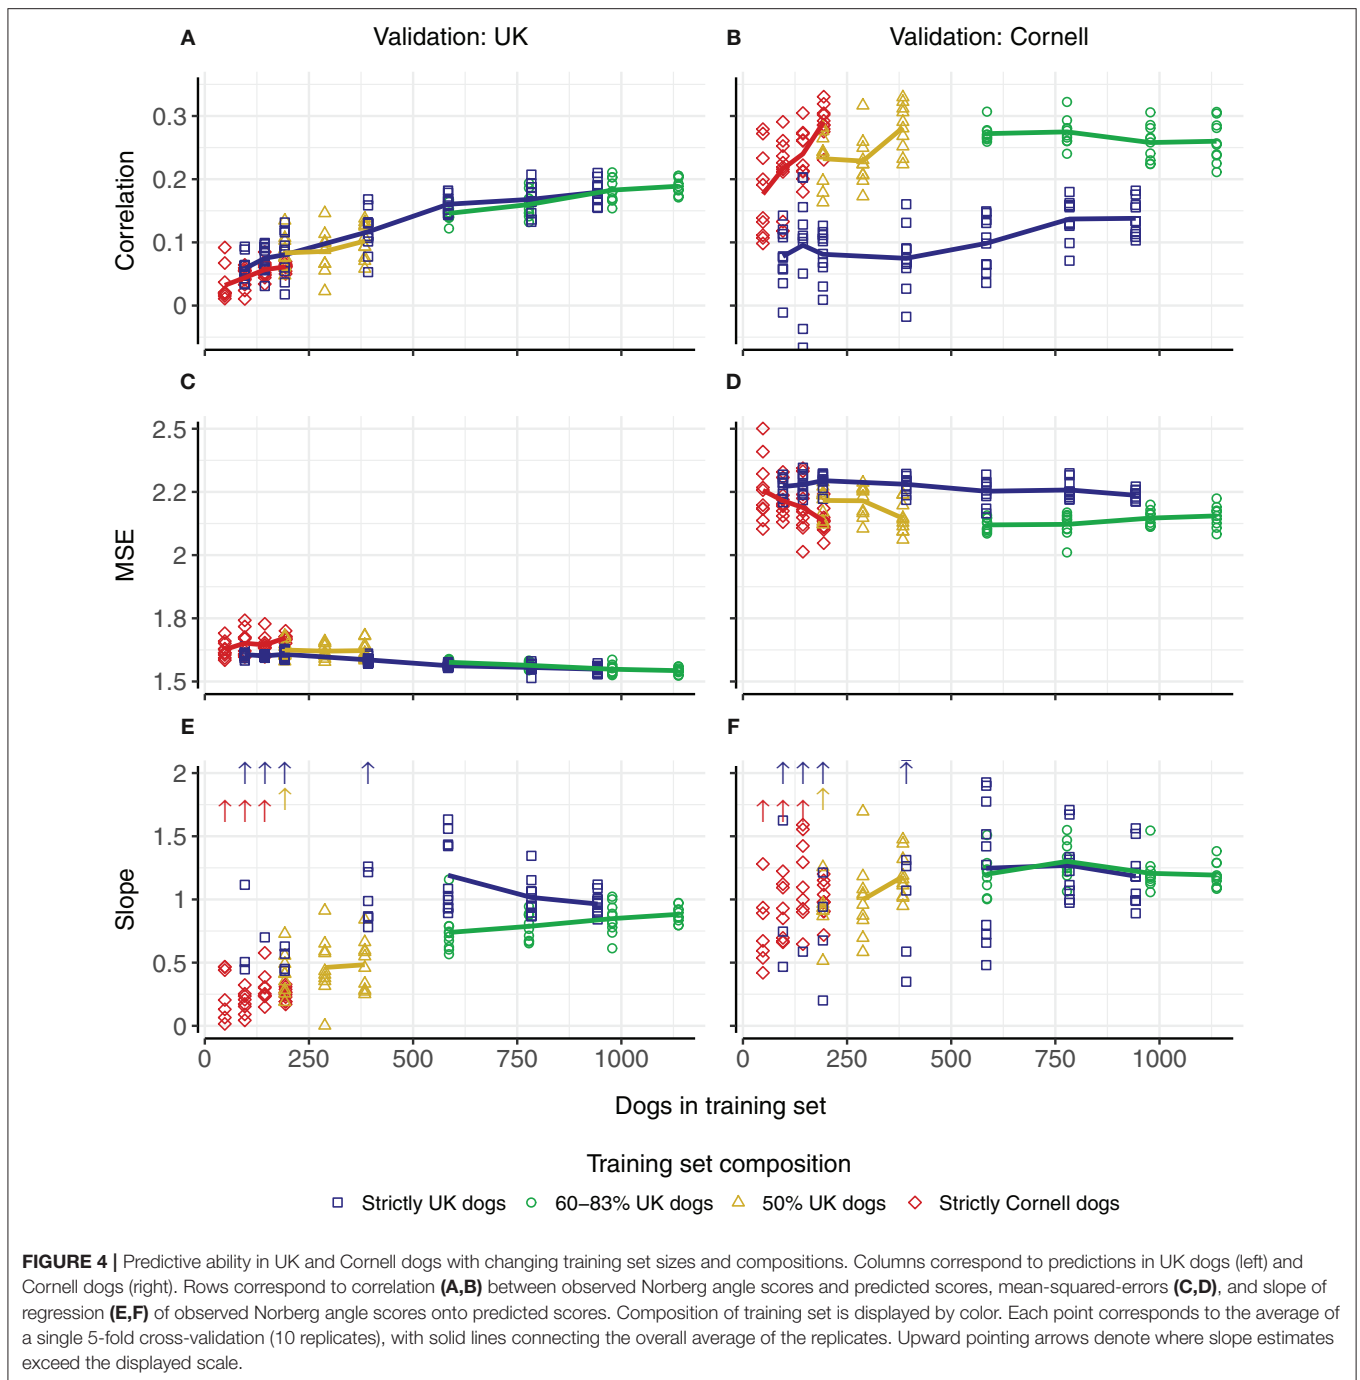 A Validation: UK B Validation: Cornell
0.3
0.2
0.1
0
Correlation
C D
2.5
2.2
2
1.8
1.5
MSE
E F
2
1.5
1
0.5
0
Slope
0 250 500 750 1000 0 250 500 750 1000
Dogs in training set
Training set composition
Strictly UK dogs 60–83% UK dogs 50% UK dogs Strictly Cornell dogs
FIGURE 4 | Predictive ability in UK and Cornell dogs with changing training set sizes and compositions. Columns correspond to predictions in UK dogs (left) and
Cornell dogs (right). Rows correspond to correlation (A,B) between observed Norberg angle scores and predicted scores, mean-squared-errors (C,D), and slope of
regression (E,F) of observed Norberg angle scores onto predicted scores. Composition of training set is displayed by color. Each point corresponds to the average of
a single 5-fold cross-validation (10 replicates), with solid lines connecting the overall average of the replicates. Upward pointing arrows denote where slope estimates
exceed the displayed scale.